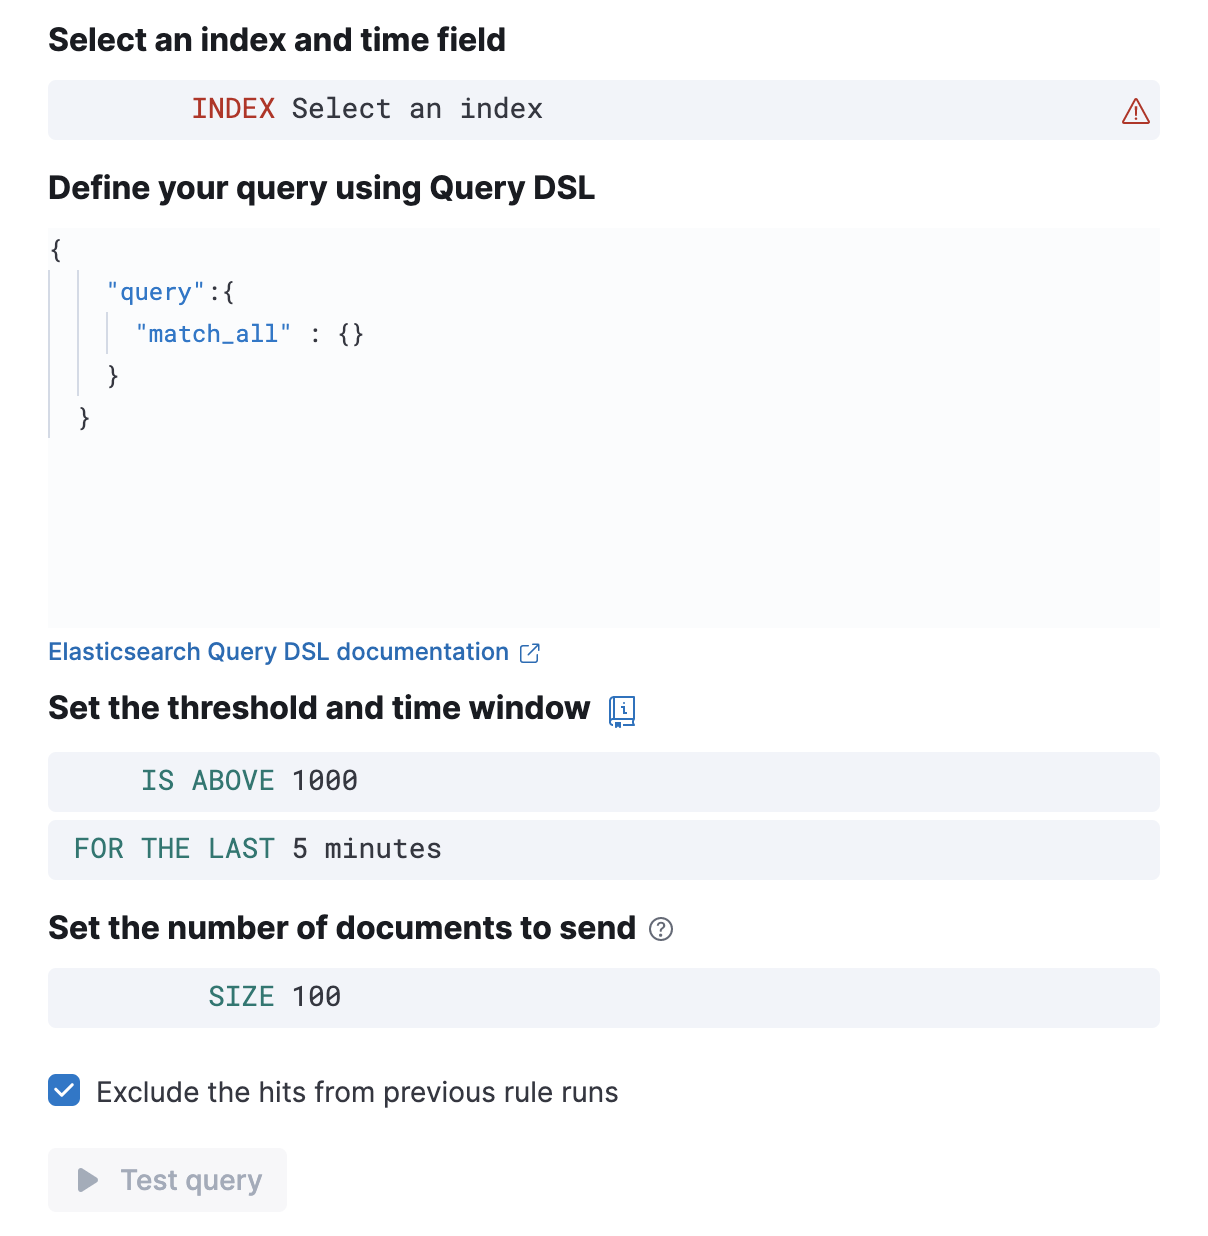 Select an index and time field
INDEX Select an index
Define your query using Query DSL
{
"query":{
"match_all" : {}
}
}
Elasticsearch Query DSL documentation
Set the threshold and time window
IS ABOVE 1000
FOR THE LAST 5 minutes
Set the number of documents to send
SIZE 100
Exclude the hits from previous rule runs
Test query